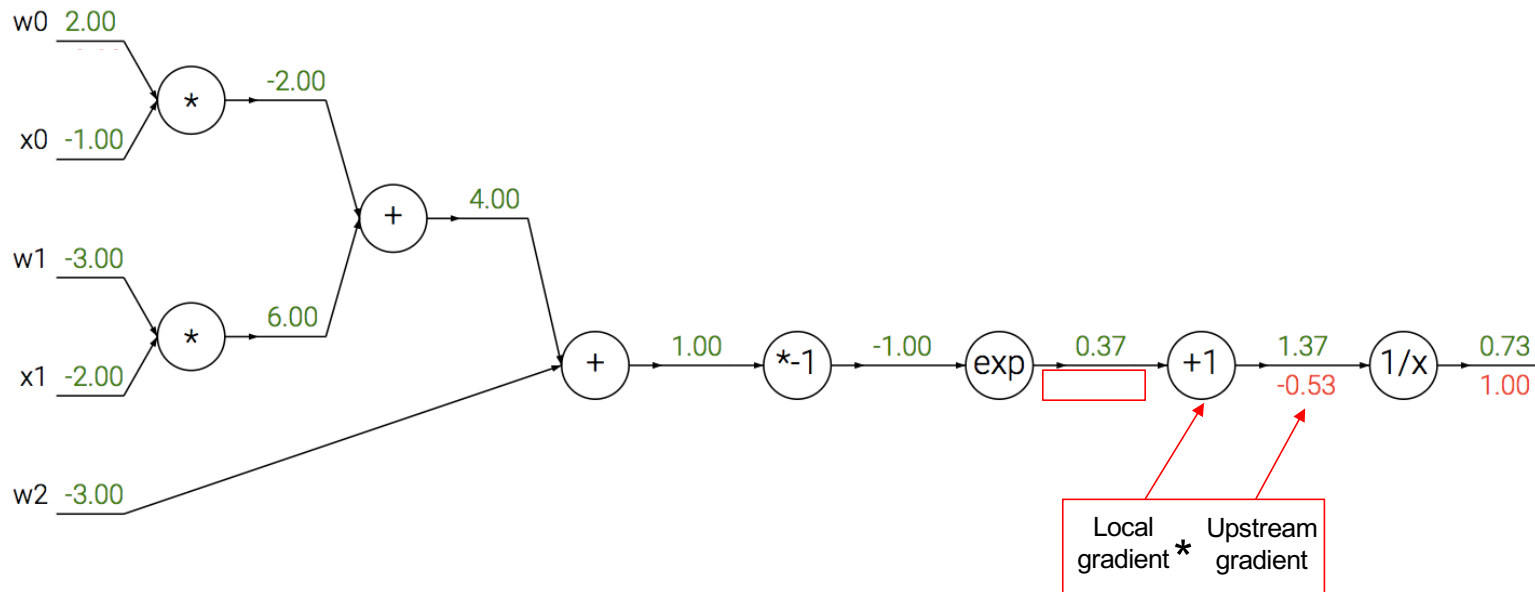 w0 2.00
*
-2.00
x0 -1.00
+
4.00
w1 -3.00
*
6.00
x1 -2.00
+
1.00
*-1
-1.00
exp
0.37
+1
1.37
-0.53
1/x
0.73
1.00
w2 -3.00
Local gradient * Upstream gradient